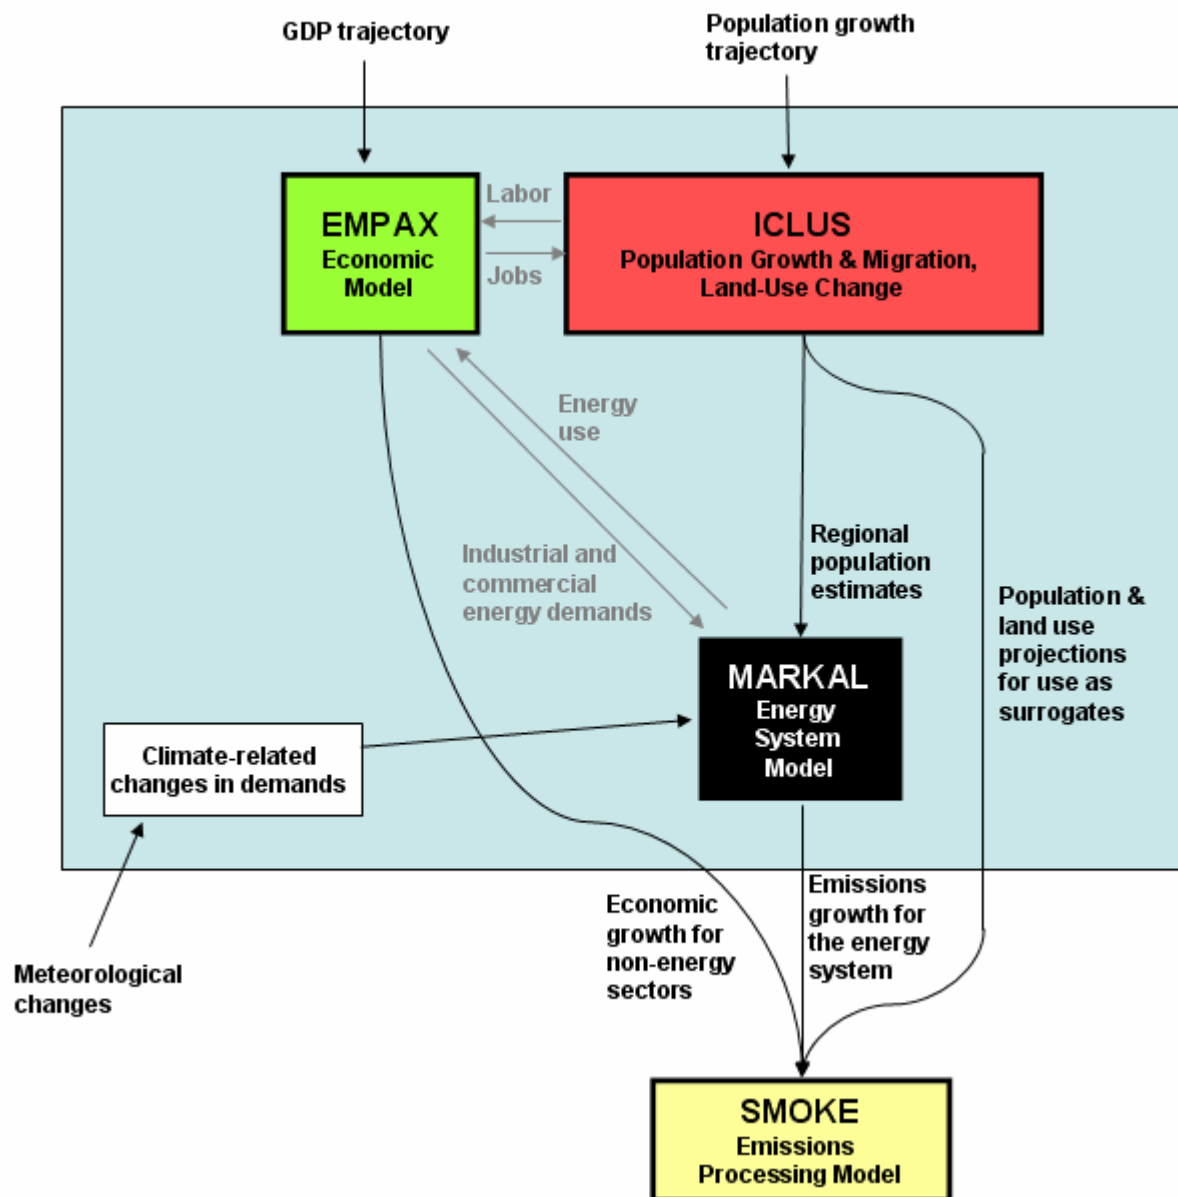 GDP trajectory
Population growth
trajectory
EMPAX
Economic
Model
Labor
Jobs
ICLUS
Population Growth & Migration,
Land-Use Change
Energy
use
Industrial and
commercial
energy demands
Regional
population
estimates
Population &
land use
projections
for use as
surrogates
MARKAL
Energy
System
Model
Climate-related
changes in demands
Meteorological
changes
Economic
growth for
non-energy
sectors
Emissions
growth for
the energy
system
SMOKE
Emissions
Processing Model